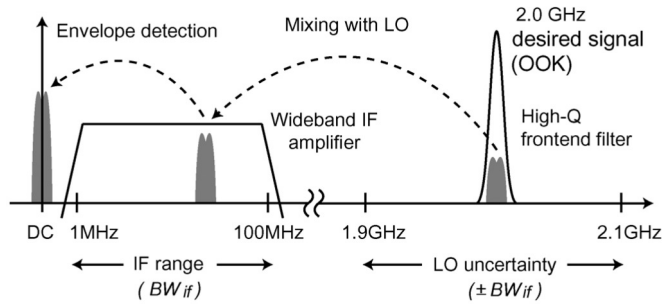 Envelope detection
Mixing with LO
2.0 GHz
desired signal
(OOK)
Wideband IF
amplifier
High-Q
frontend filter
DC
1MHz
100MHz
1.9GHz
2.1GHz
IF range
(BWif)
LO uncertainty
(±BWif)